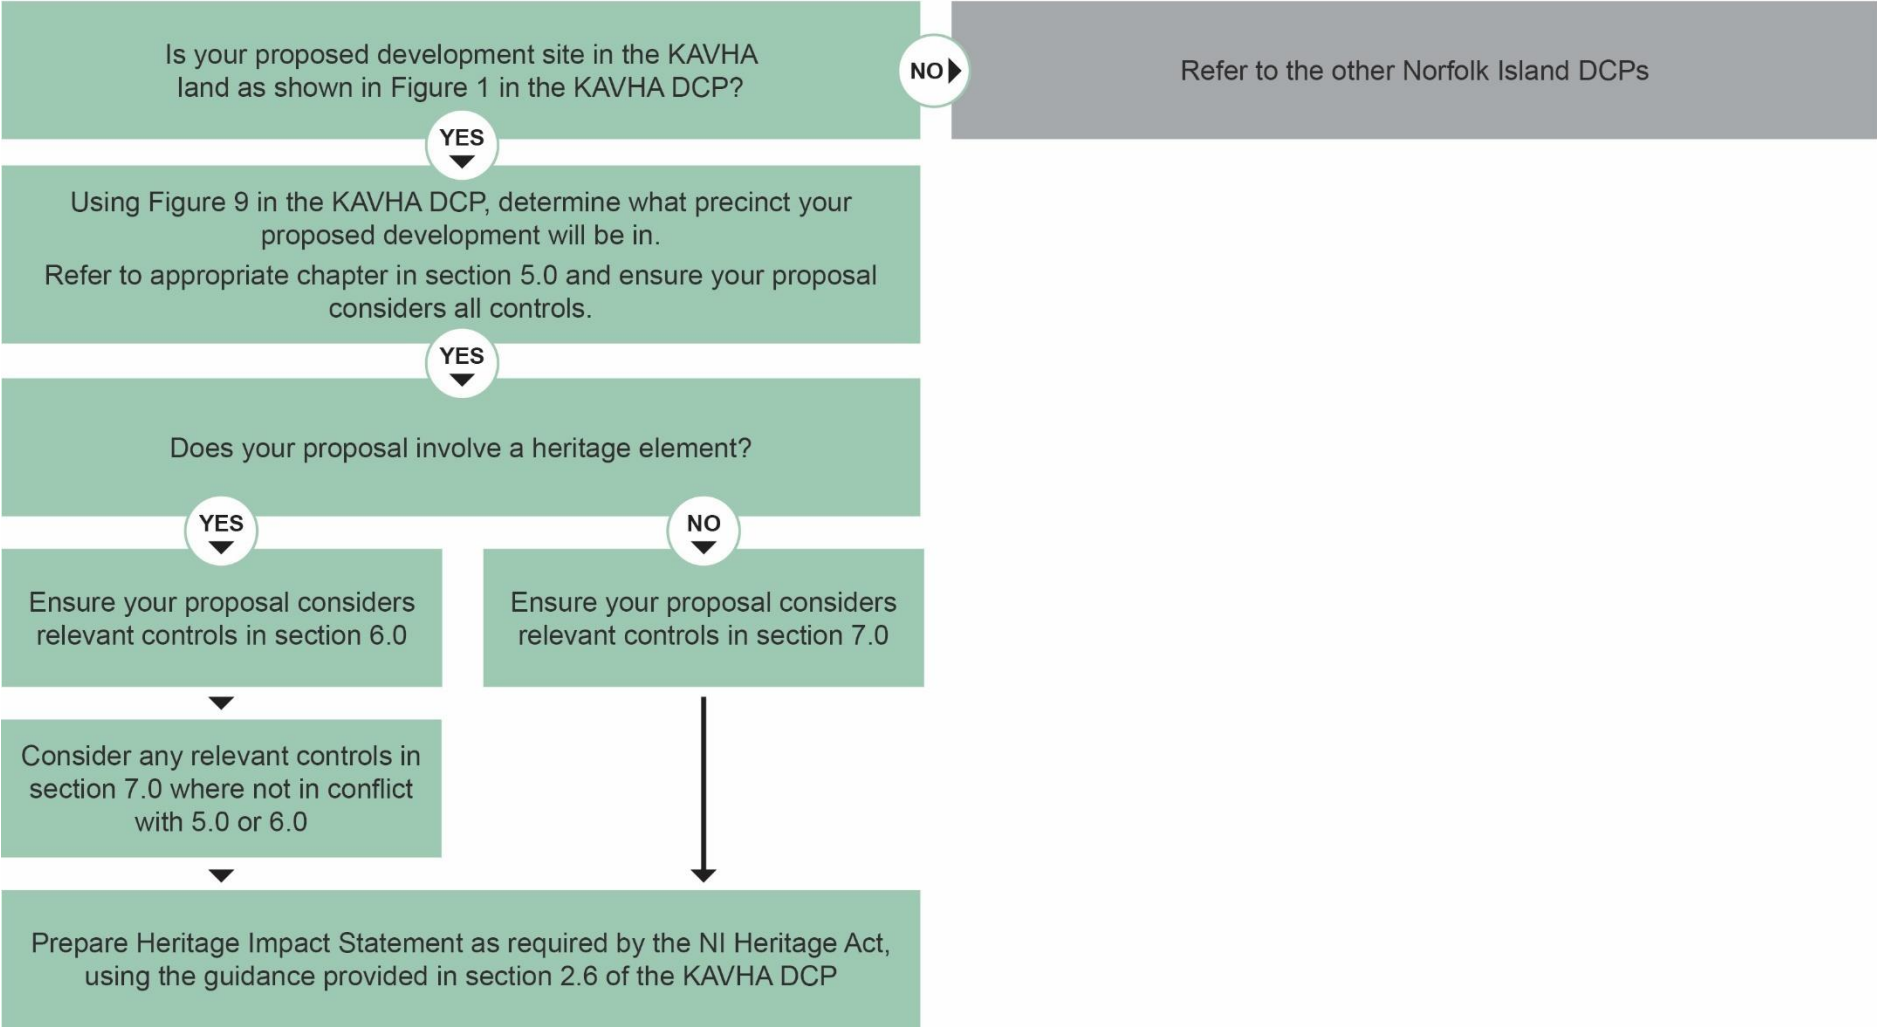 Is your proposed development site in the KAVHA
land as shown in Figure 1 in the KAVHA DCP?
NO
Refer to the other Norfolk Island DCPs
YES
Using Figure 9 in the KAVHA DCP, determine what precinct your
proposed development will be in.
Refer to appropriate chapter in section 5.0 and ensure your proposal
considers all controls.
YES
Does your proposal involve a heritage element?
YES
NO
Ensure your proposal considers
relevant controls in section 6.0
Ensure your proposal considers
relevant controls in section 7.0
Consider any relevant controls in
section 7.0 where not in conflict
with 5.0 or 6.0
Prepare Heritage Impact Statement as required by the NI Heritage Act,
using the guidance provided in section 2.6 of the KAVHA DCP